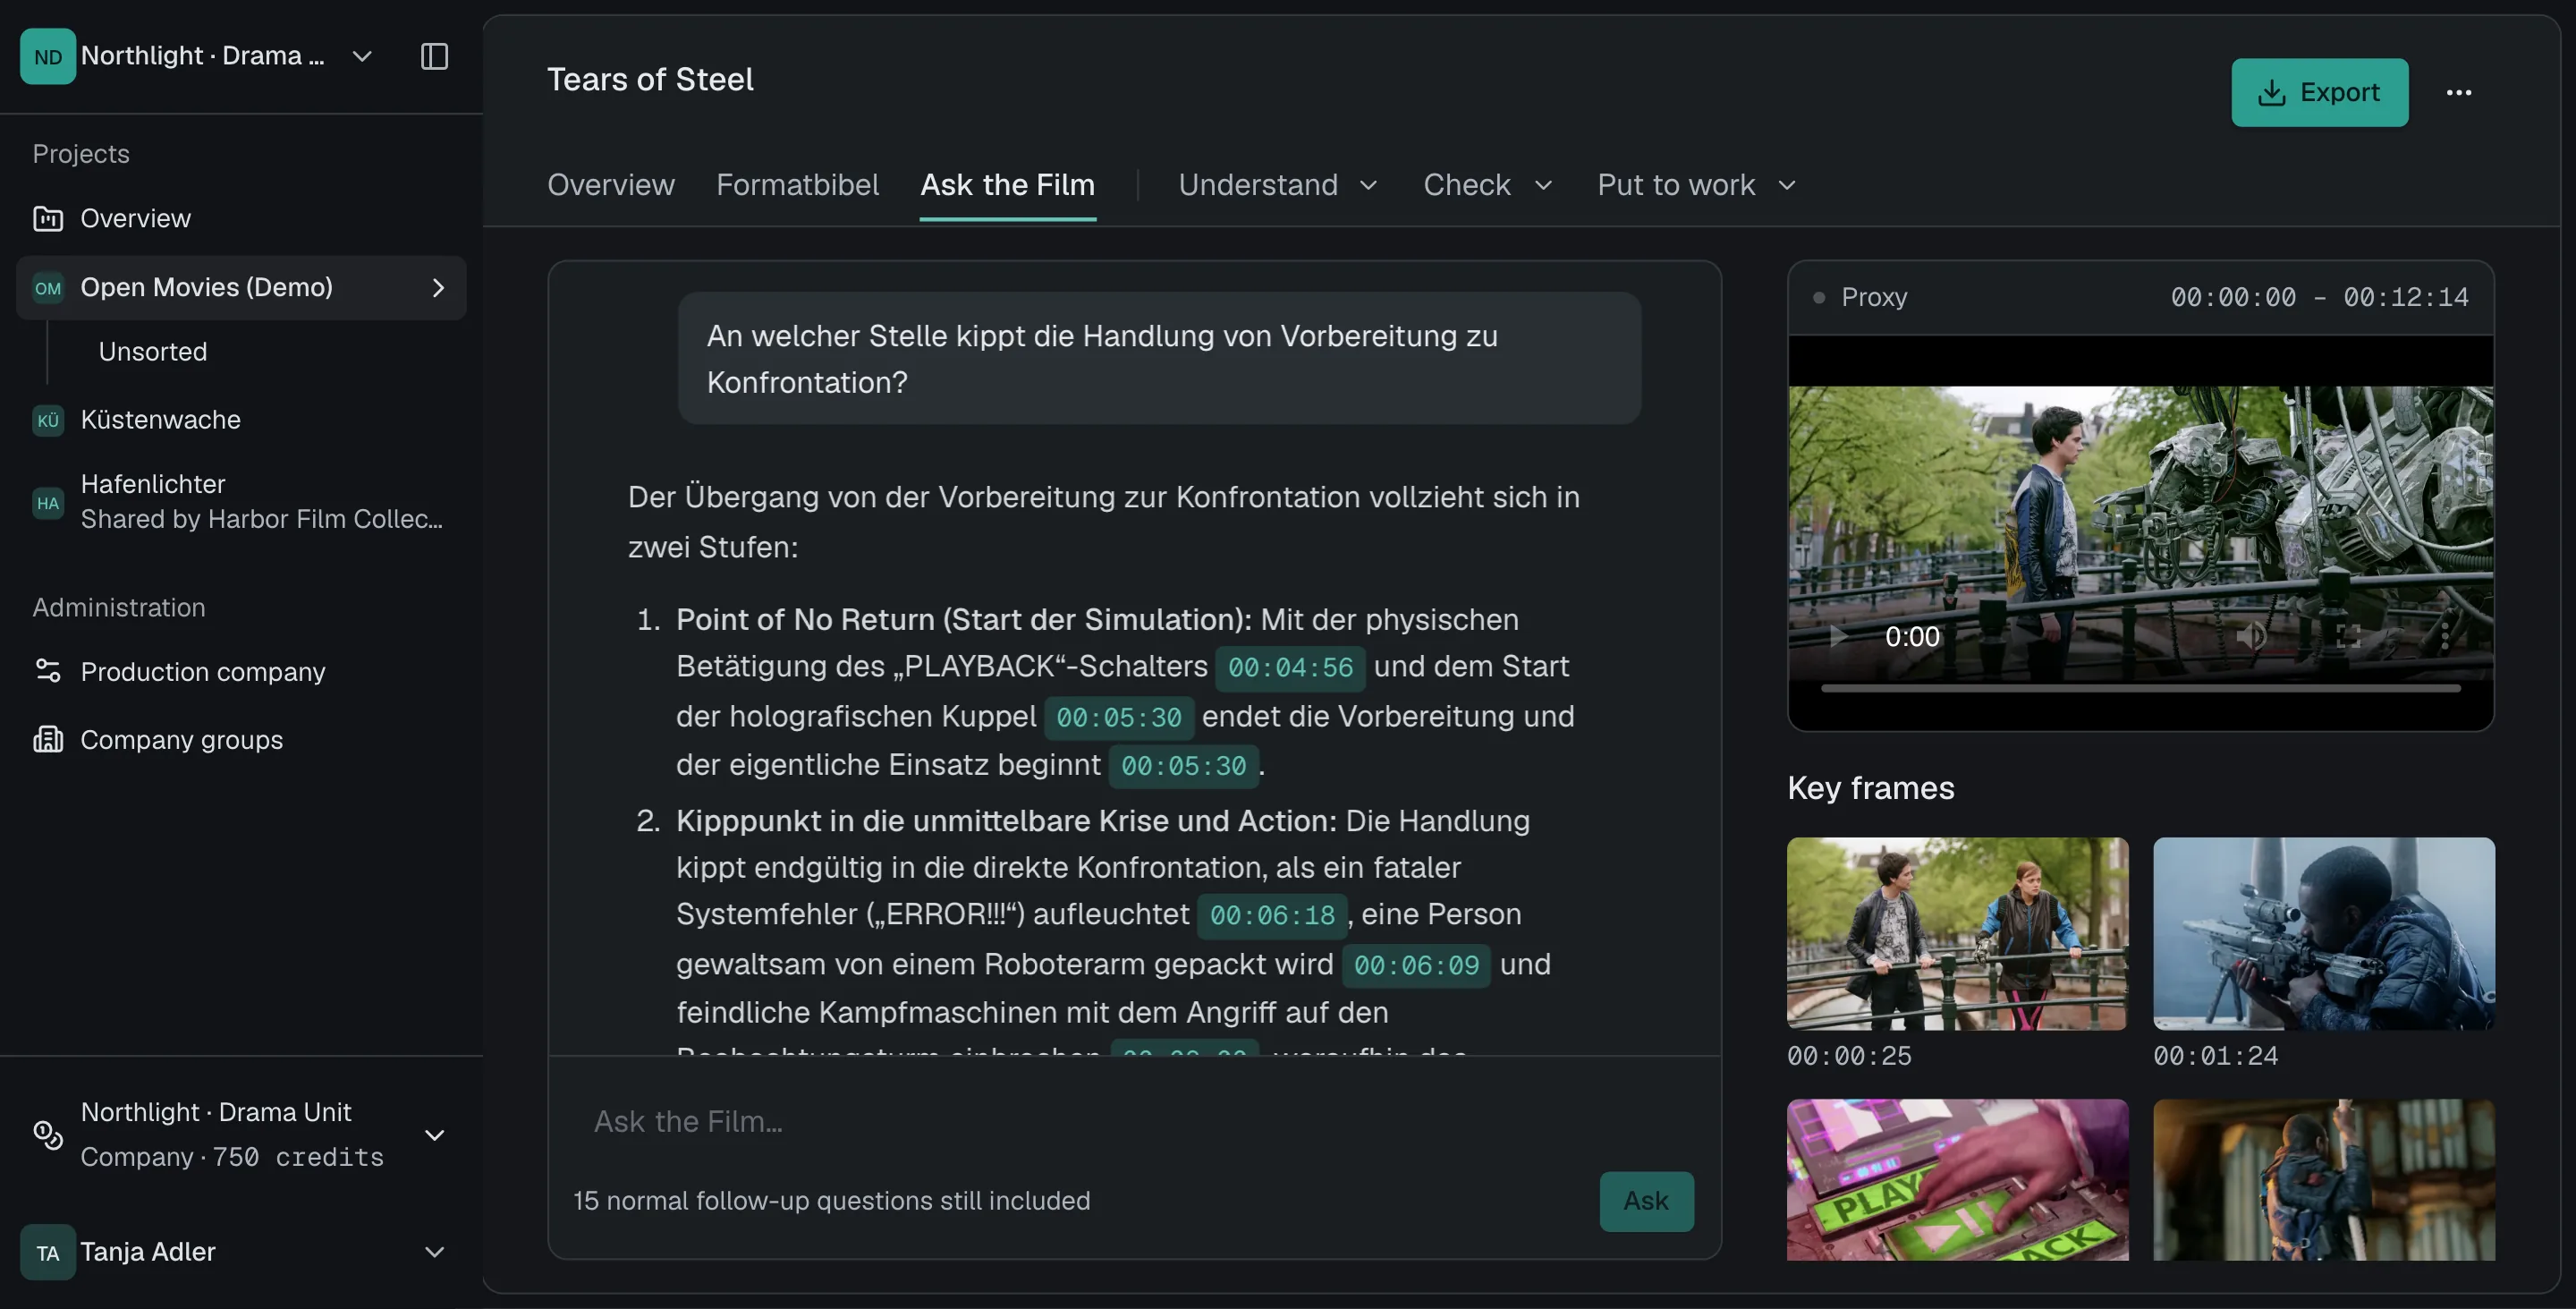 ND Northlight · Drama ...
Projects
Overview
OM Open Movies (Demo)
Unsorted
KÜ Küstenwache
HA Hafenlichter
Shared by Harbor Film Collec...
Administration
Production company
Company groups
Northlight · Drama Unit
Company · 750 credits
TA Tanja Adler
Tears of Steel
Export
Overview Formatbibel Ask the Film Understand Check Put to work
An welcher Stelle kippt die Handlung von Vorbereitung zu
Konfrontation?
Der Übergang von der Vorbereitung zur Konfrontation vollzieht sich in
zwei Stufen:
1. Point of No Return (Start der Simulation): Mit der physischen
Betätigung des „PLAYBACK“-Schalters 00:04:56 und dem Start
der holografischen Kuppel 00:05:30 endet die Vorbereitung und
der eigentliche Einsatz beginnt 00:05:30 .
2. Kipppunkt in die unmittelbare Krise und Action: Die Handlung
kippt endgültig in die direkte Konfrontation, als ein fataler
Systemfehler („ERROR!!!“) aufleuchtet 00:06:18 , eine Person
gewaltsam von einem Roboterarm gepackt wird 00:06:09 und
feindliche Kampfmaschinen mit dem Angriff auf den
Ask the Film...
15 normal follow-up questions still included
Ask
Proxy 00:00:00 – 00:12:14
0:00
Key frames
00:00:25 00:01:24
PLAY
ACK